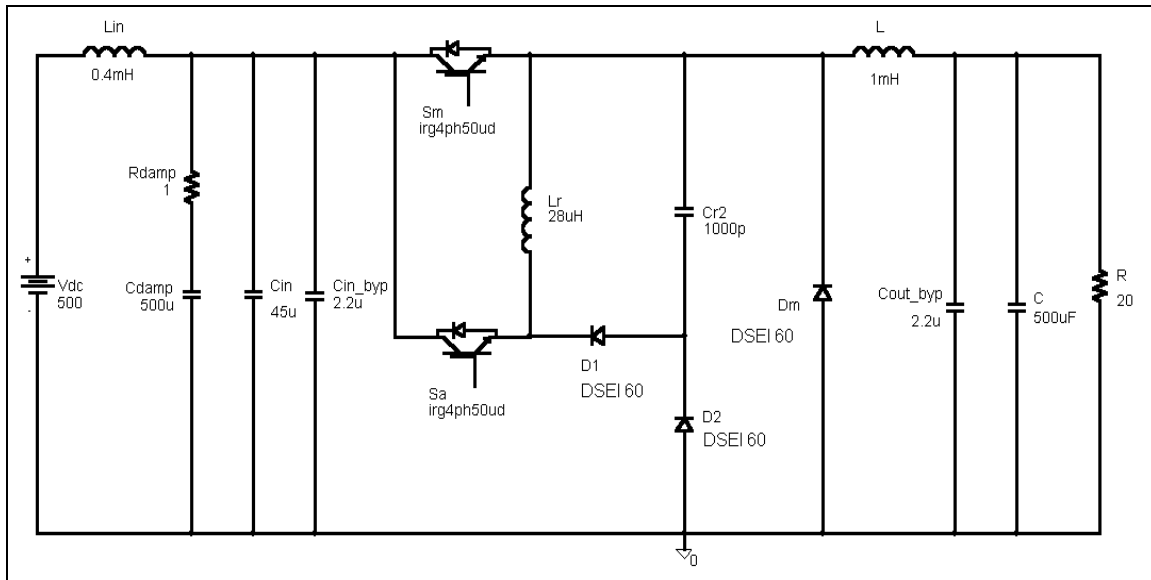 Lin
0.4mH
Sm
irg4ph50ud
L
1mH
Rdamp
1
Lr
28uH
Cr2
1000p
+
Vdc
500
-
Cdamp
500u
Cin
45u
Cin_byp
2.2u
Sa
irg4ph50ud
D1
DSEI 60
D2
DSEI 60
Dm
DSEI 60
Cout_byp
2.2u
C
500uF
R
20
0